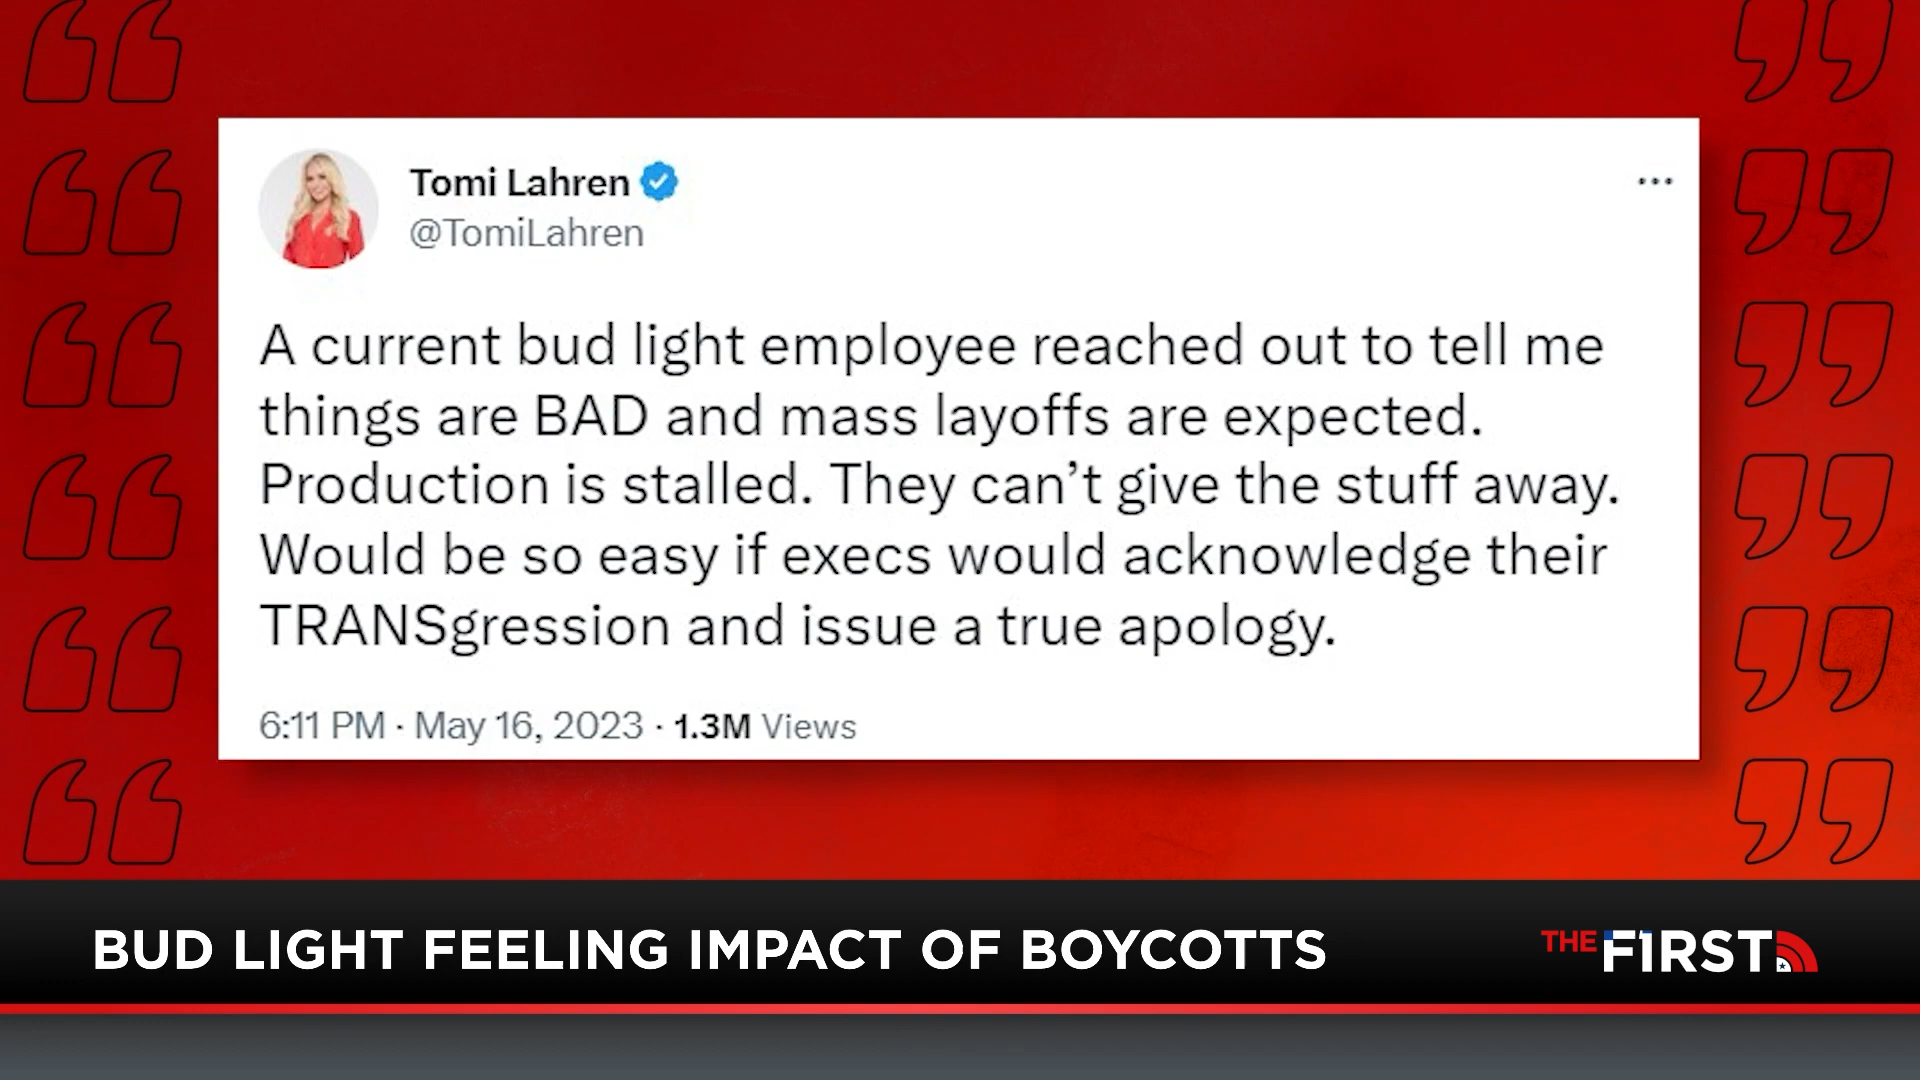 Tomi Lahren
@TomiLahren
A current bud light employee reached out to tell me
things are BAD and mass layoffs are expected.
Production is stalled. They can’t give the stuff away.
Would be so easy if execs would acknowledge their
TRANSgression and issue a true apology.
6:11 PM · May 16, 2023 · 1.3M Views
BUD LIGHT FEELING IMPACT OF BOYCOTTS
THE FIRST